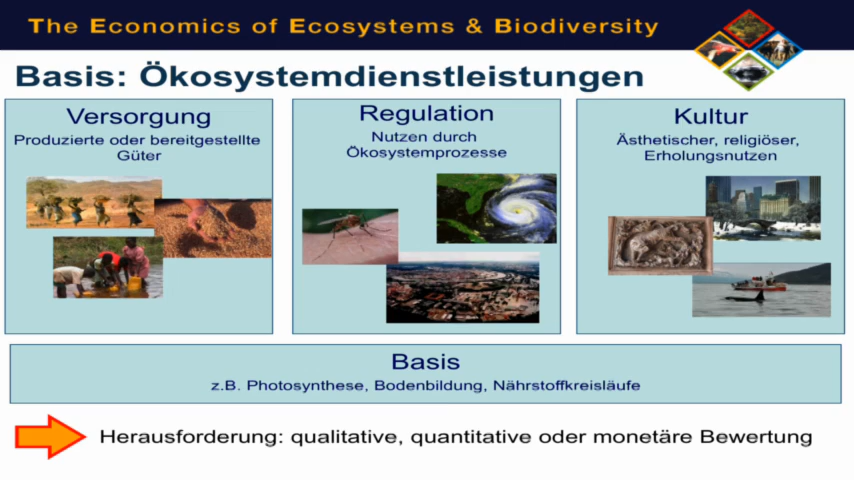 The Economics of Ecosystems & Biodiversity
Basis: Ökosystemdienstleistungen
Versorgung
Produzierte oder bereitgestellte
Güter
Regulation
Nutzen durch
Ökosystemprozesse
Kultur
Ästhetischer, religiöser,
Erholungsnutzen
Basis
z.B. Photosynthese, Bodenbildung, Nährstoffkreisläufe
Herausforderung: qualitative, quantitative oder monetäre Bewertung